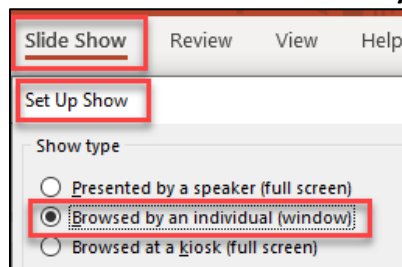 Slide Show Review View Help
Set Up Show
Show type
Presented by a speaker (full screen)
Browsed by an individual (window)
Browsed at a kiosk (full screen)